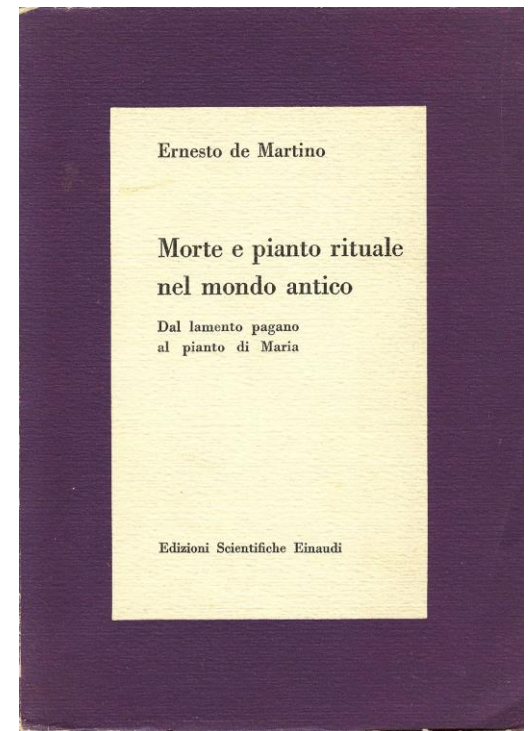 Ernesto de Martino
Morte e pianto rituale
nel mondo antico
Dal lamento pagano
al pianto di Maria
Edizioni Scientifiche Einaudi